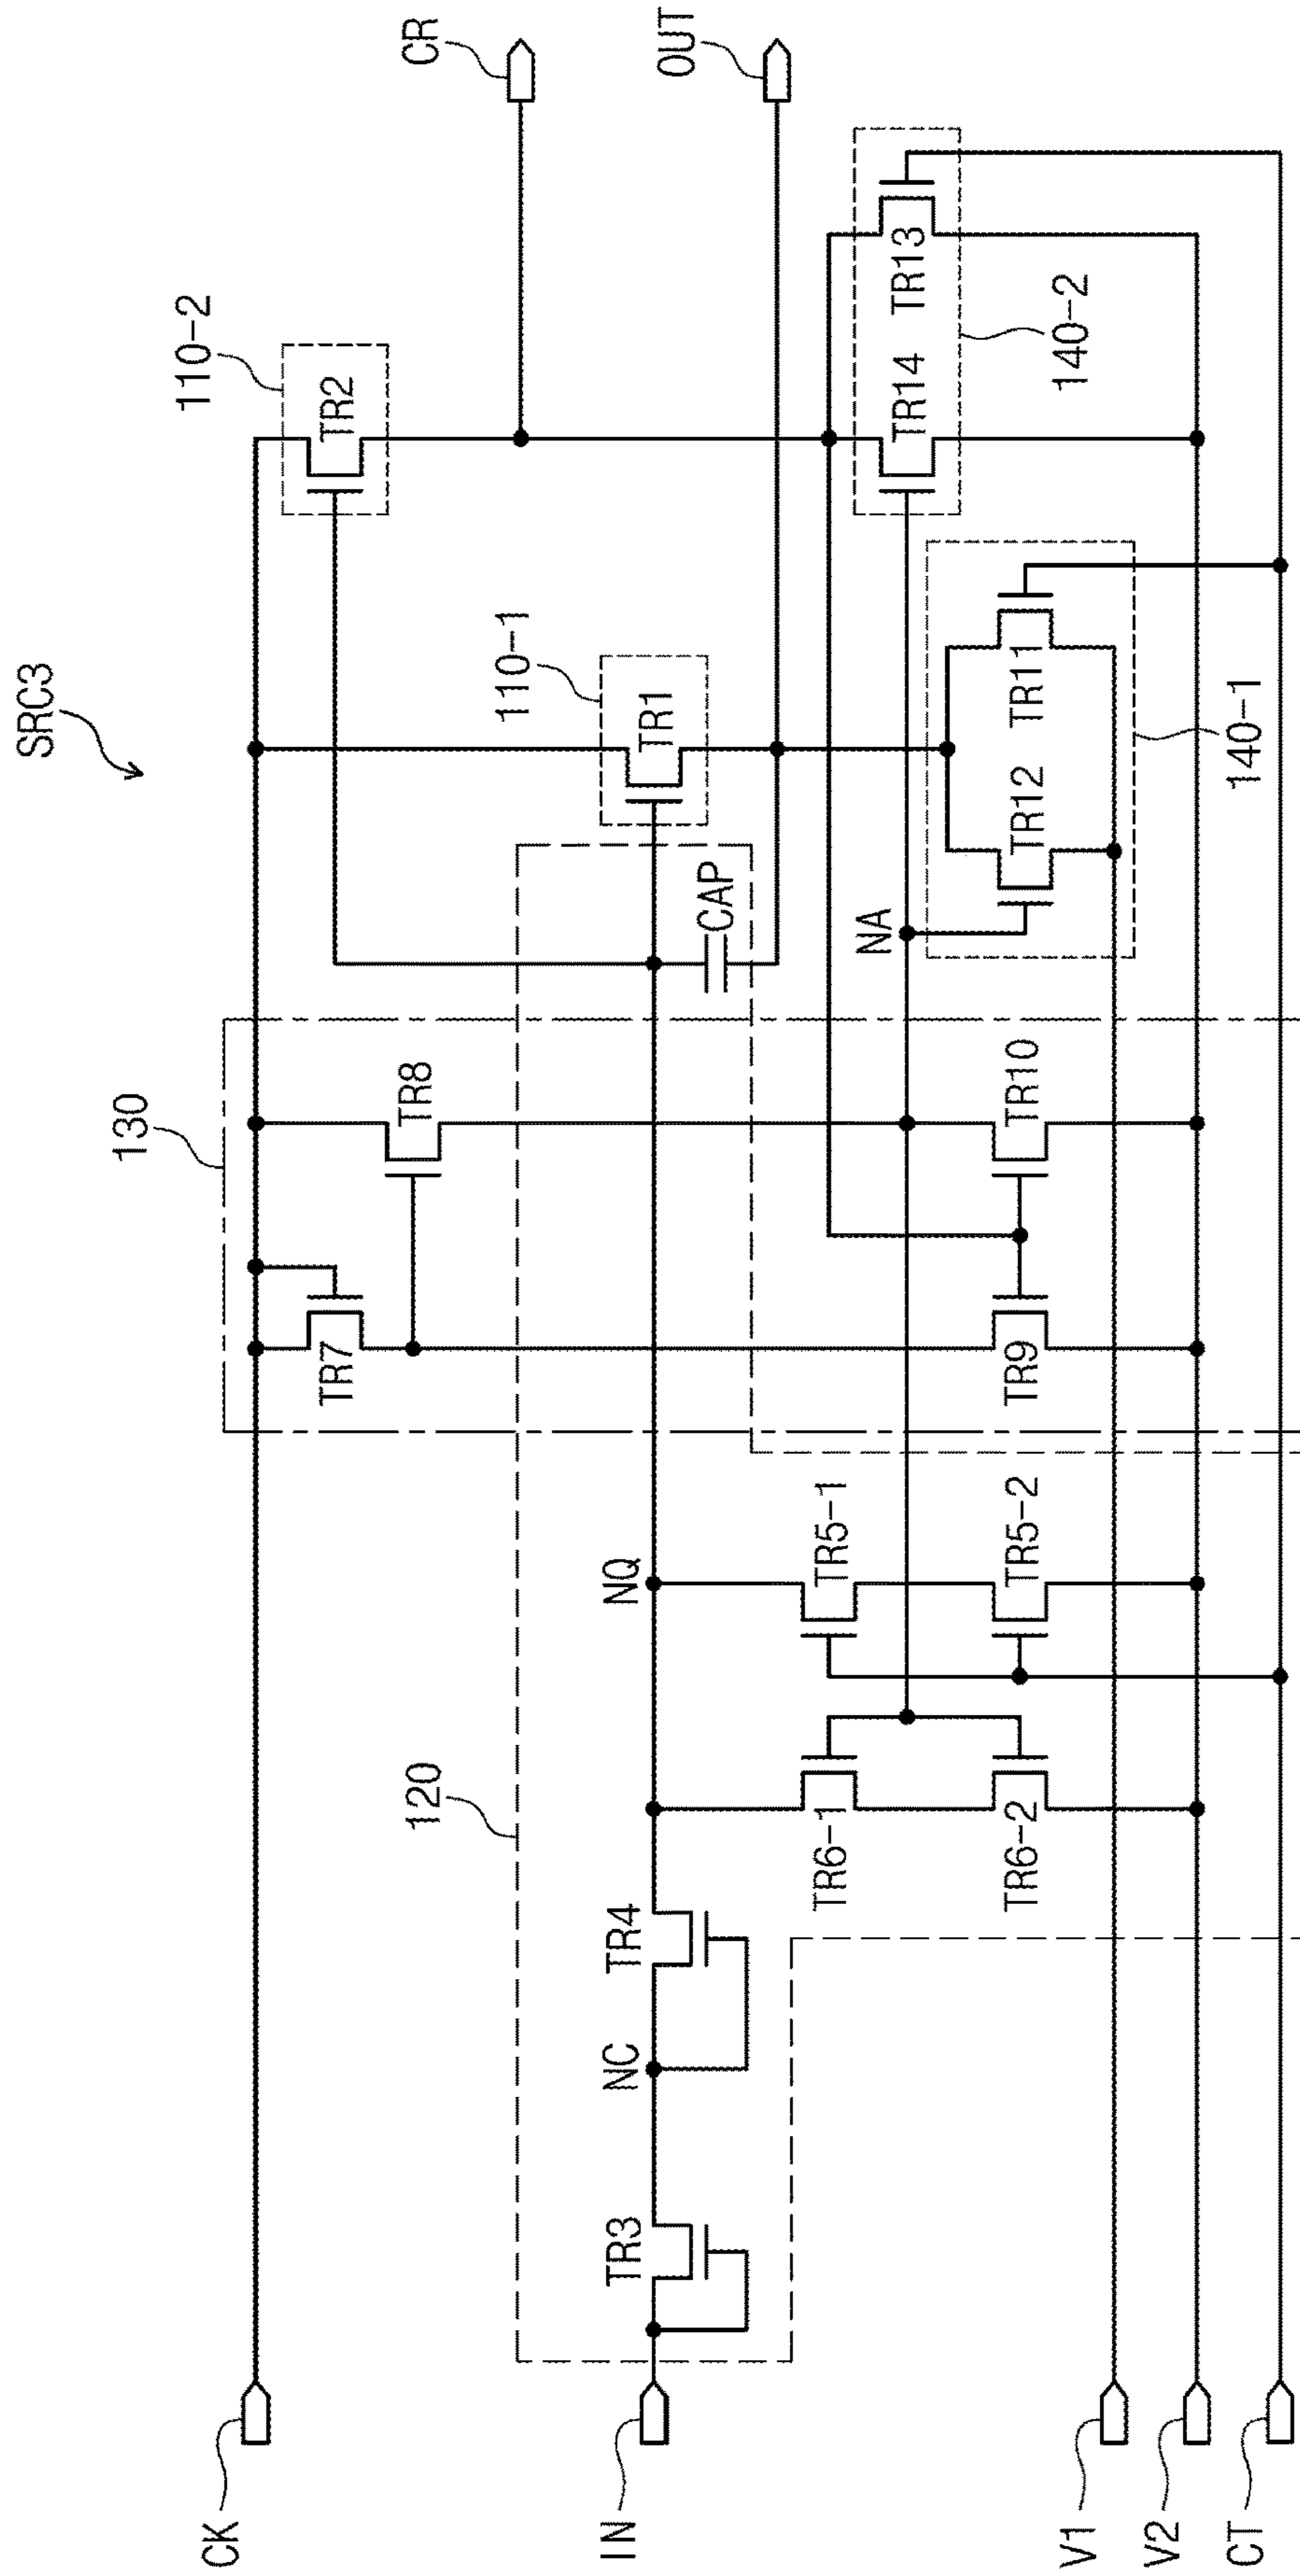 SRC3
CK
IN
V1
V2
CT
CR
OUT
130
120
110-2
110-1
140-2
140-1
TR7
TR8
TR2
TR3
NC
TR4
NQ
TR1
CAP
TR6-1
TR5-1
TR6-2
TR5-2
TR9
TR10
NA
TR12
TR11
TR14
TR13